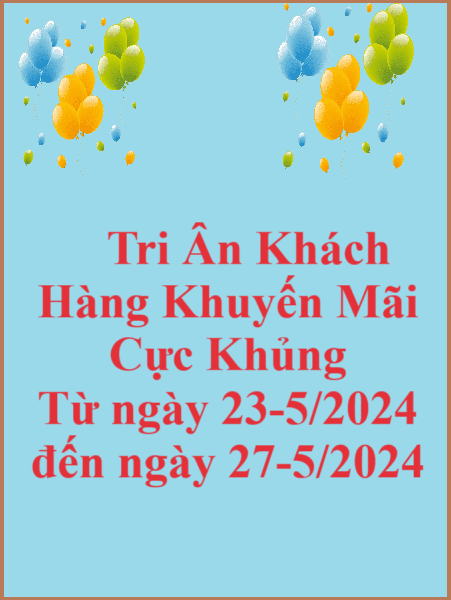 Tri Ân Khách
Hàng Khuyến Mãi
Cực Khủng
Từ ngày 23-5/2024
đến ngày 27-5/2024